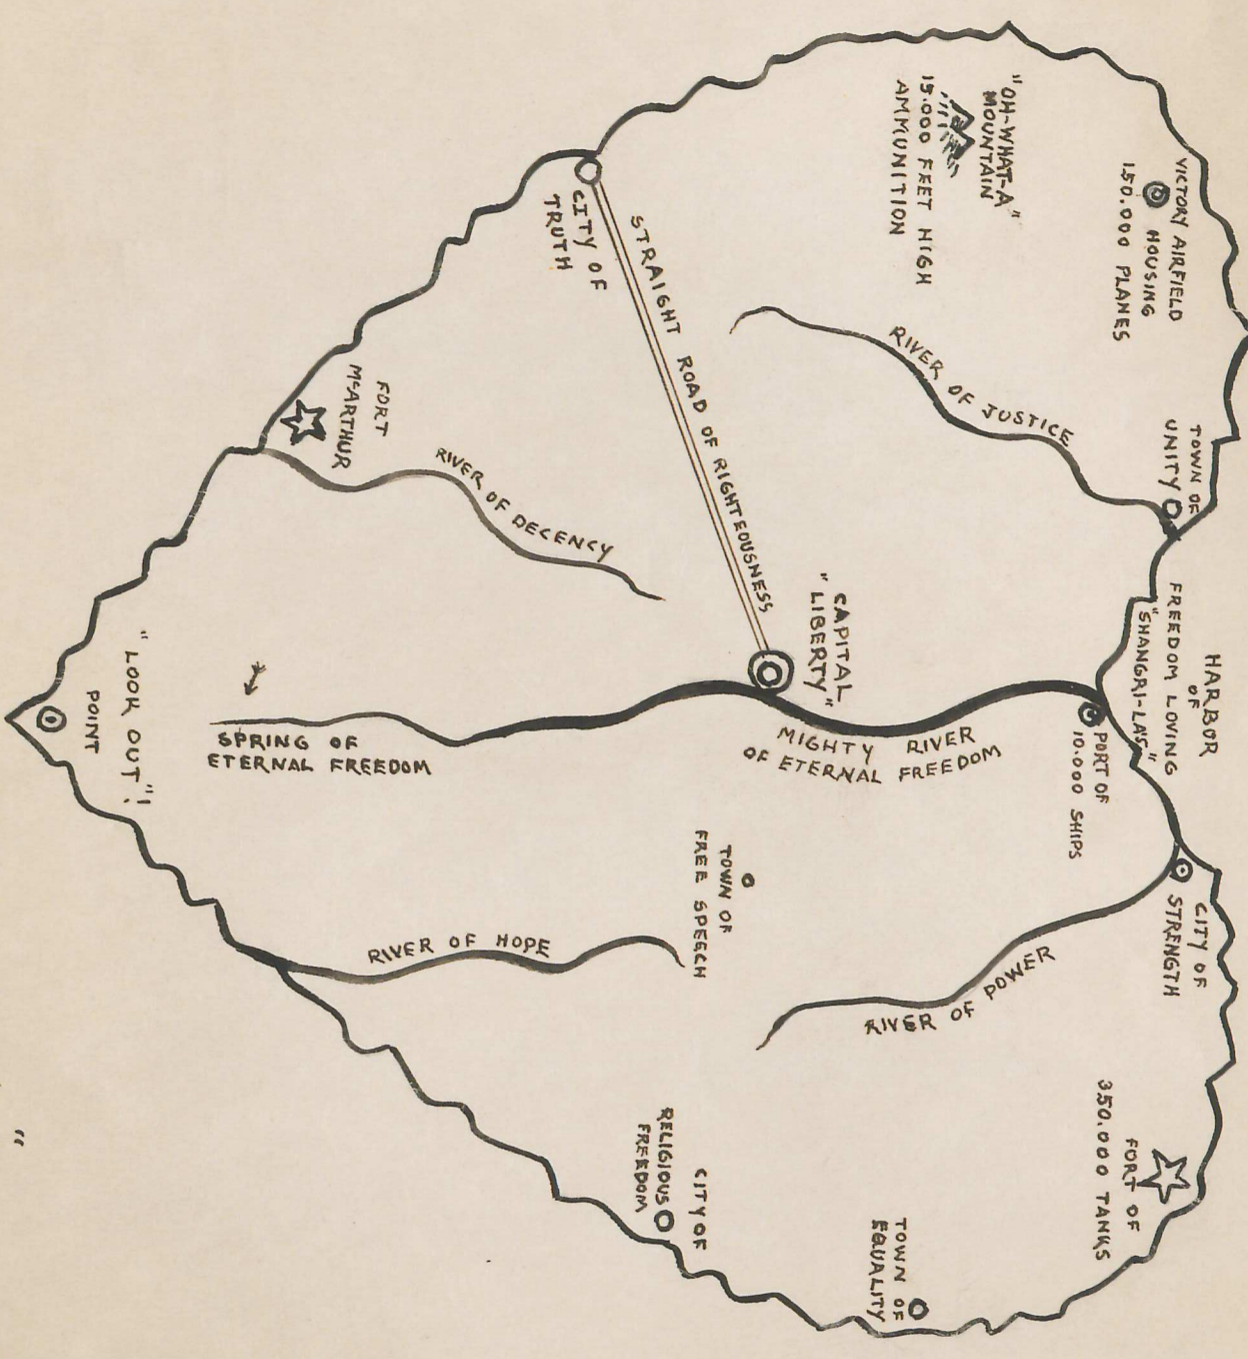 HARBOR
OF
FREEDOM LOVING
"SHANGRI-LA'S"
VICTORY AIRFIELD
HOUSING
150.000 PLANES
"OH-WHAT-A"
MOUNTAIN
15.000 FEET HIGH
AMMUNITION
TOWN OF
UNITY
RIVER OF JUSTICE
CITY OF
TRUTH
STRAIGHT ROAD OF RIGHTEOUSNESS
CAPITAL
"LIBERTY"
PORT OF
10.000 SHIPS
MIGHTY RIVER
OF ETERNAL FREEDOM
CITY OF
STRENGTH
RIVER OF POWER
FORT OF
350.000 TANKS
TOWN OF
EQUALITY
CITY OF
RELIGIOUS
FREEDOM
TOWN OF
FREE SPEECH
RIVER OF HOPE
FORT
McARTHUR
RIVER OF DECENCY
SPRING OF
ETERNAL FREEDOM
"LOOK OUT"!
POINT
"